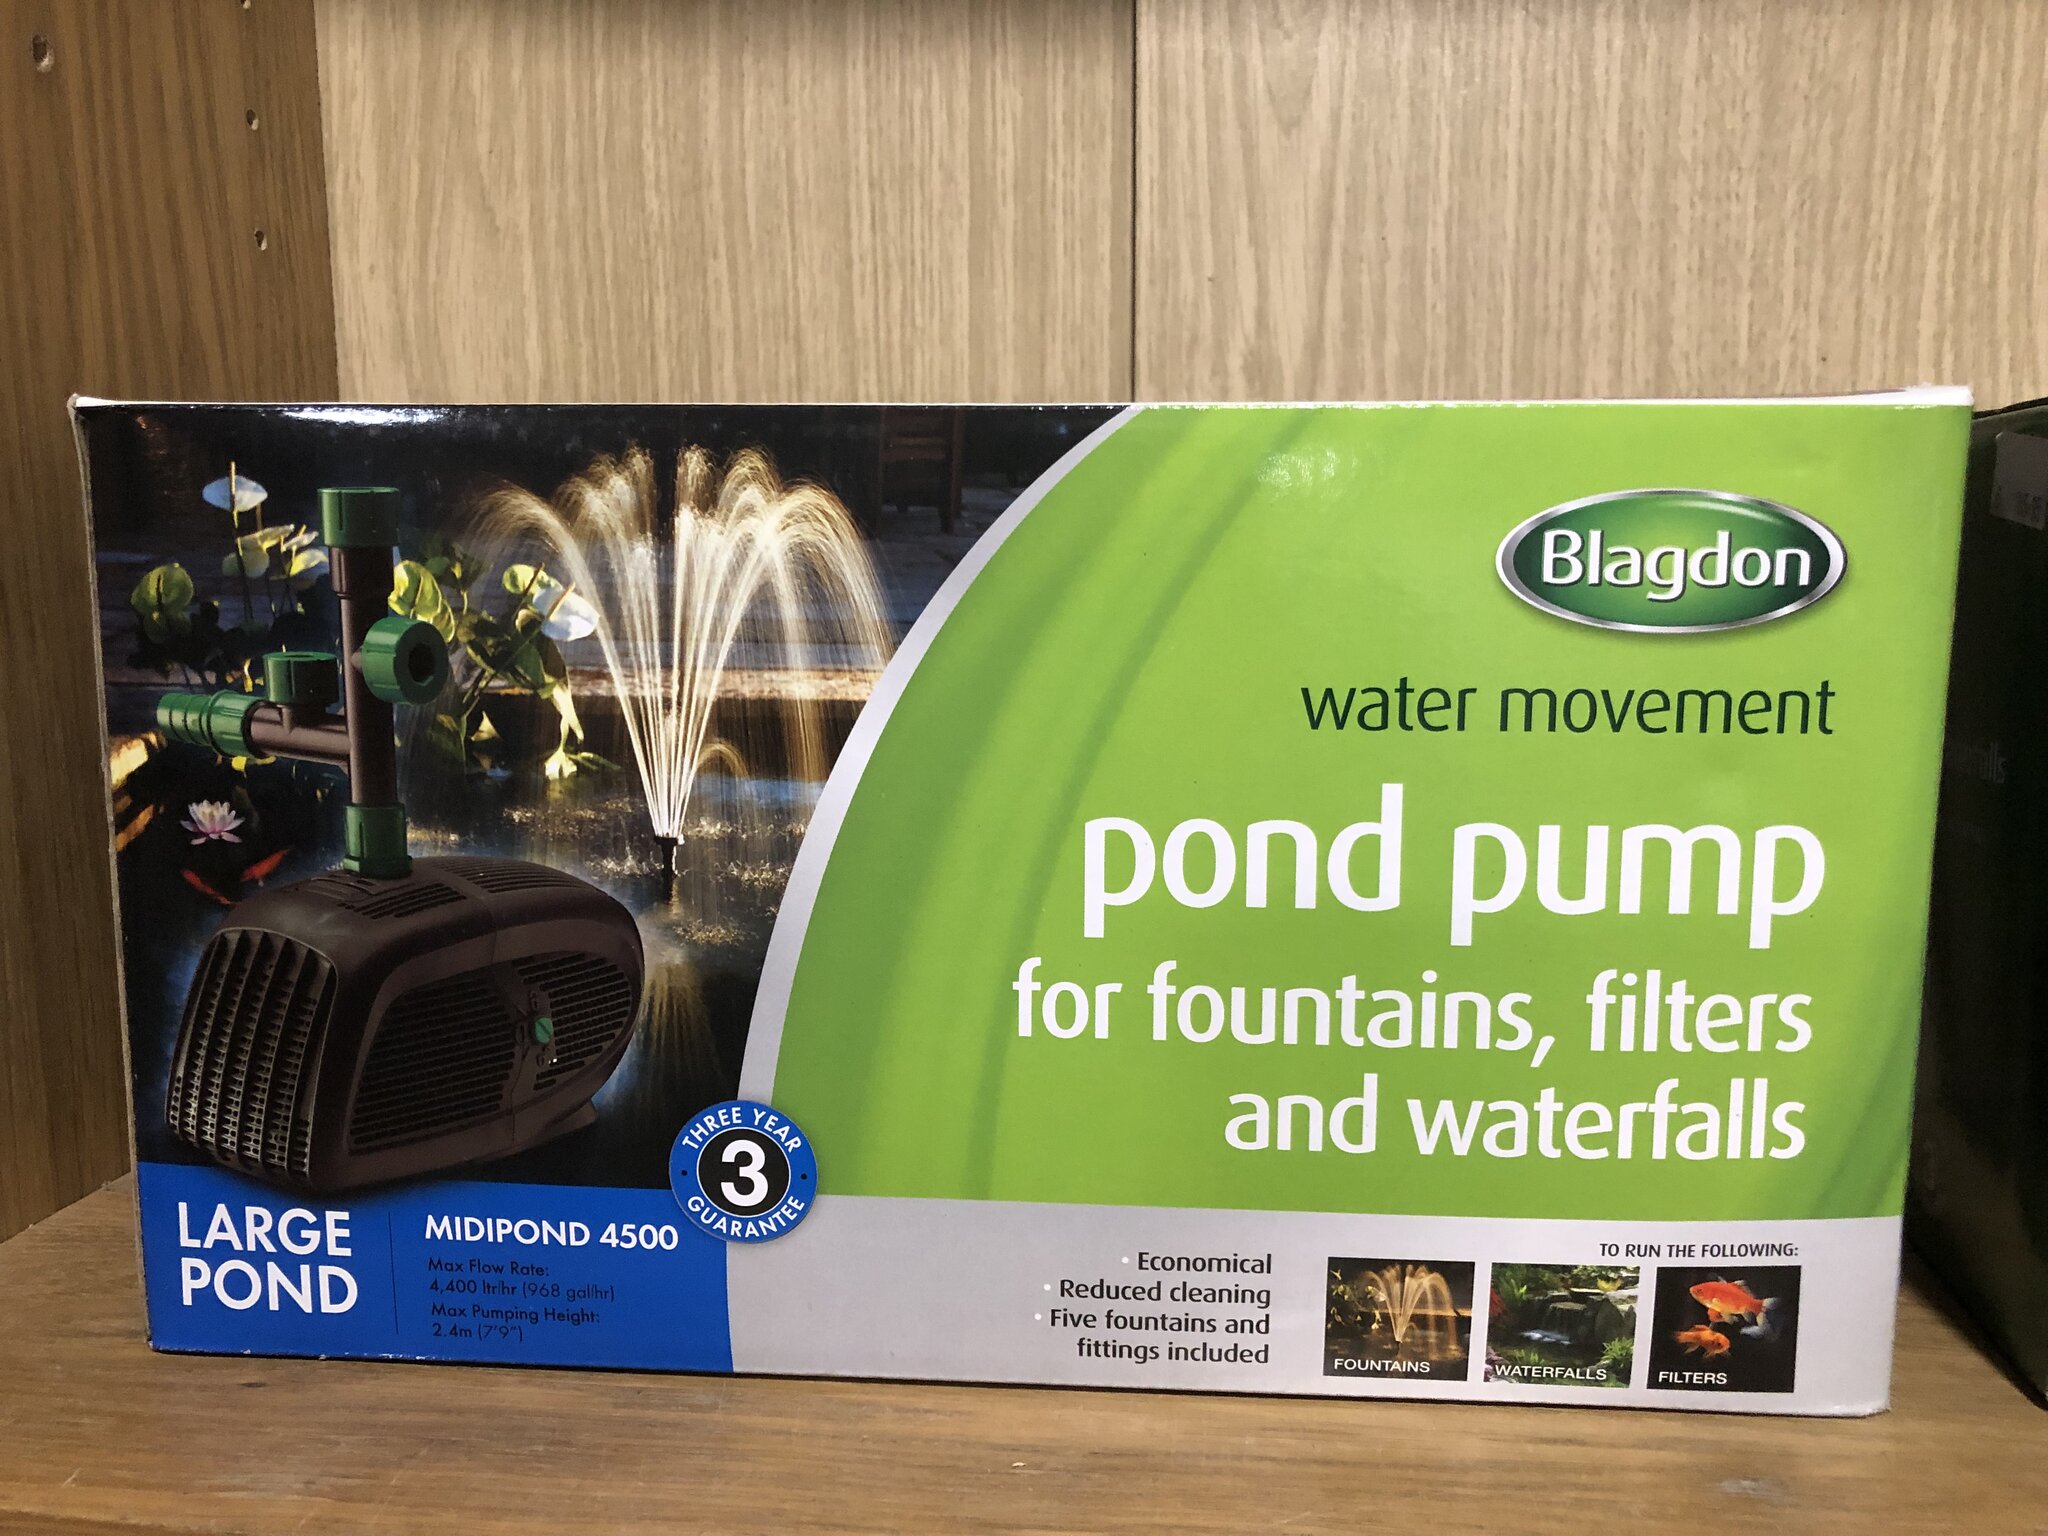 Blagdon
water movement
pond pump
for fountains, filters
and waterfalls
THREE YEAR
3
GUARANTEE
LARGE
POND
MIDIPOND 4500
Max Flow Rate:
4,400 ltr/hr (968 gal/hr)
Max Pumping Height:
2.4m (7'9")
· Economical
· Reduced cleaning
· Five fountains and
fittings included
TO RUN THE FOLLOWING:
FOUNTAINS
WATERFALLS
FILTERS